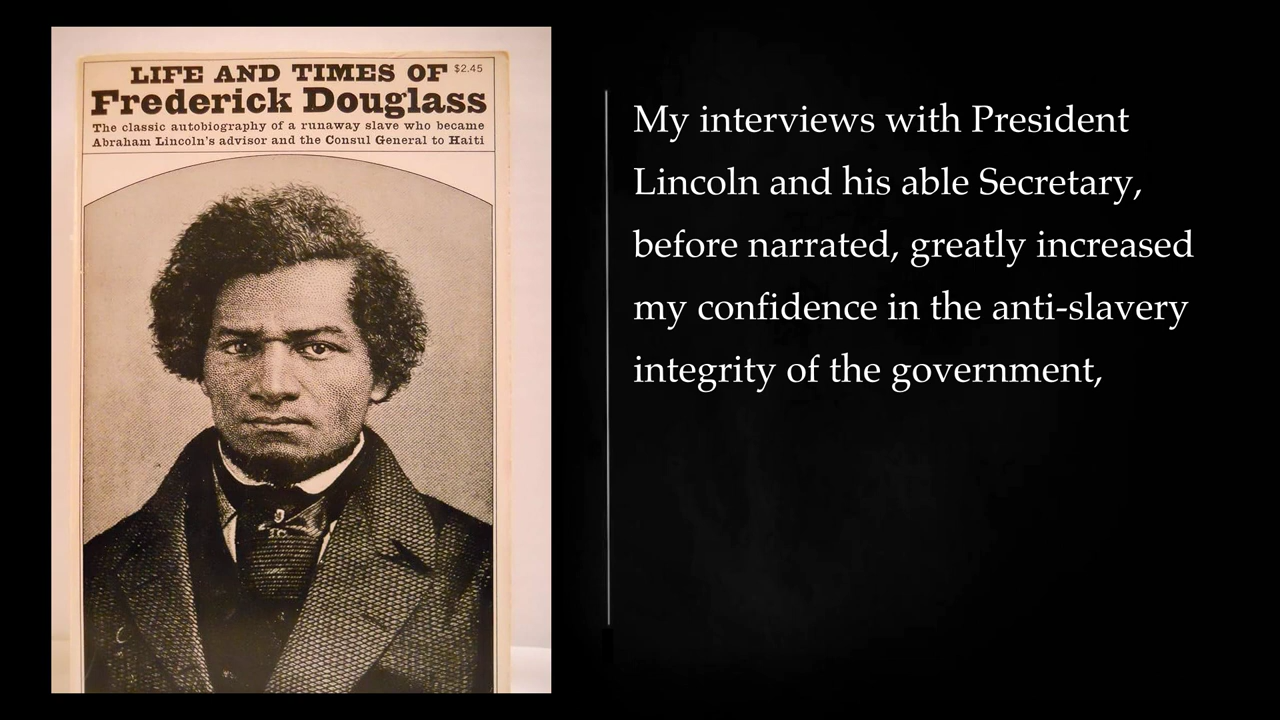 LIFE AND TIMES OF $2.45
Frederick Douglass
The classic autobiography of a runaway slave who became
Abraham Lincoln's advisor and the Consul General to Haiti
My interviews with President
Lincoln and his able Secretary,
before narrated, greatly increased
my confidence in the anti-slavery
integrity of the government,